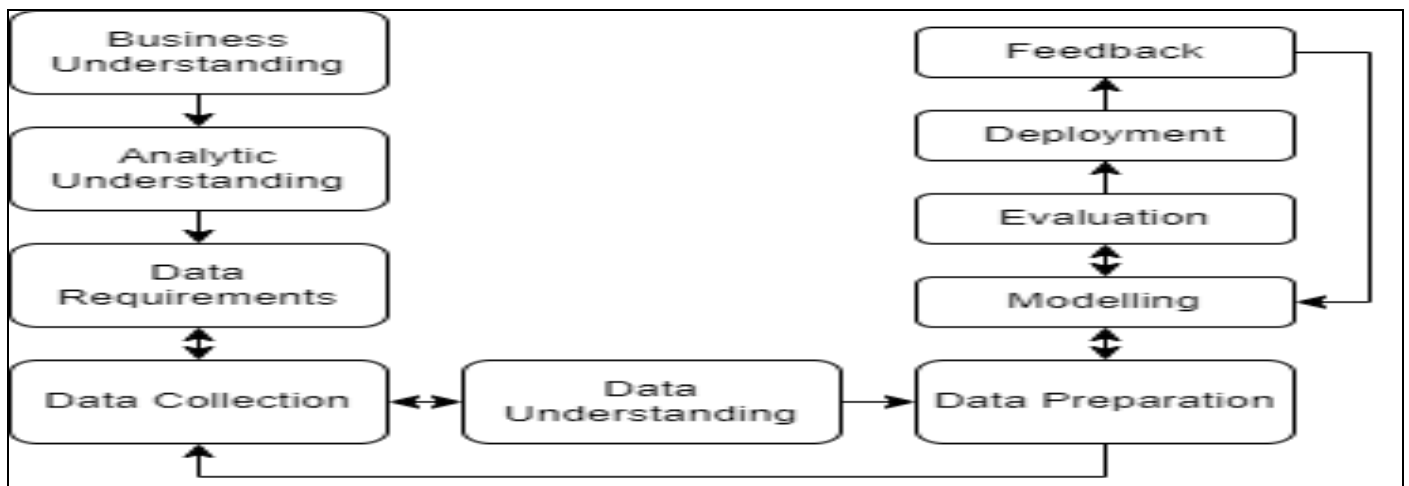 Business
Understanding
Analytic
Understanding
Data
Requirements
Data Collection
Data
Understanding
Data Preparation
Modelling
Evaluation
Deployment
Feedback